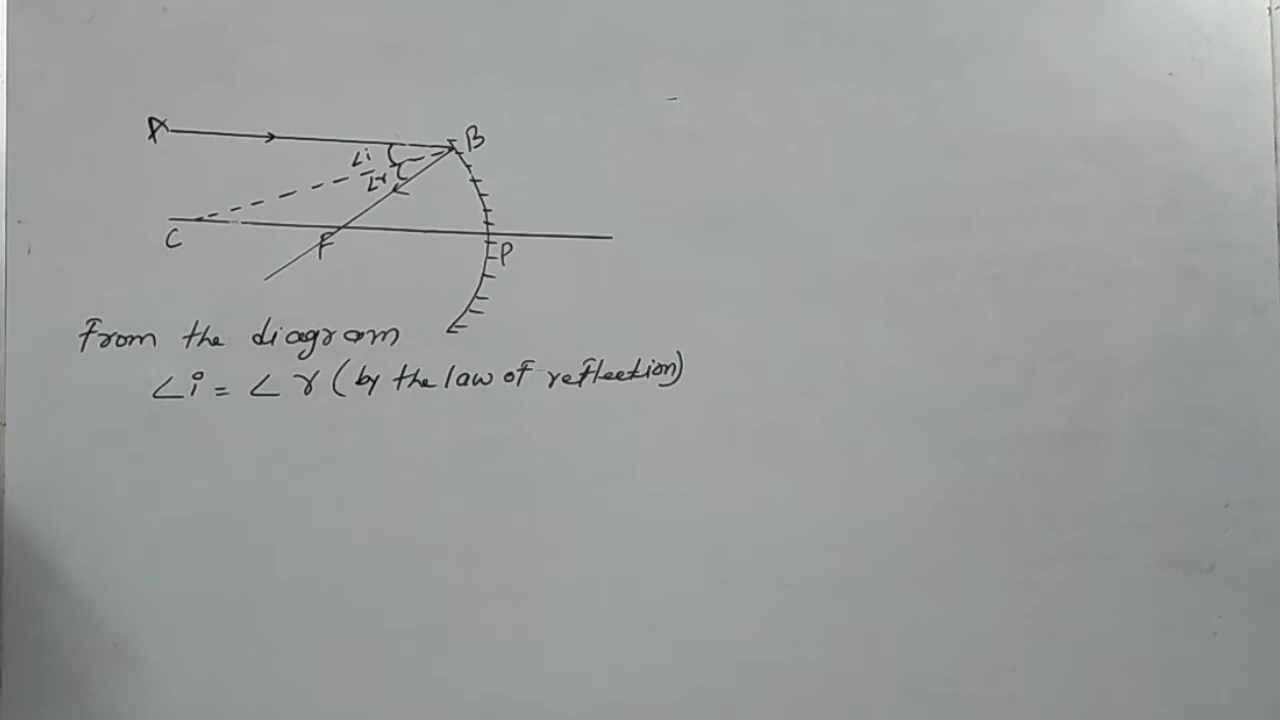 A
B
∠i
∠r
C
F
P
From the diagram
∠i = ∠r (by the law of reflection)